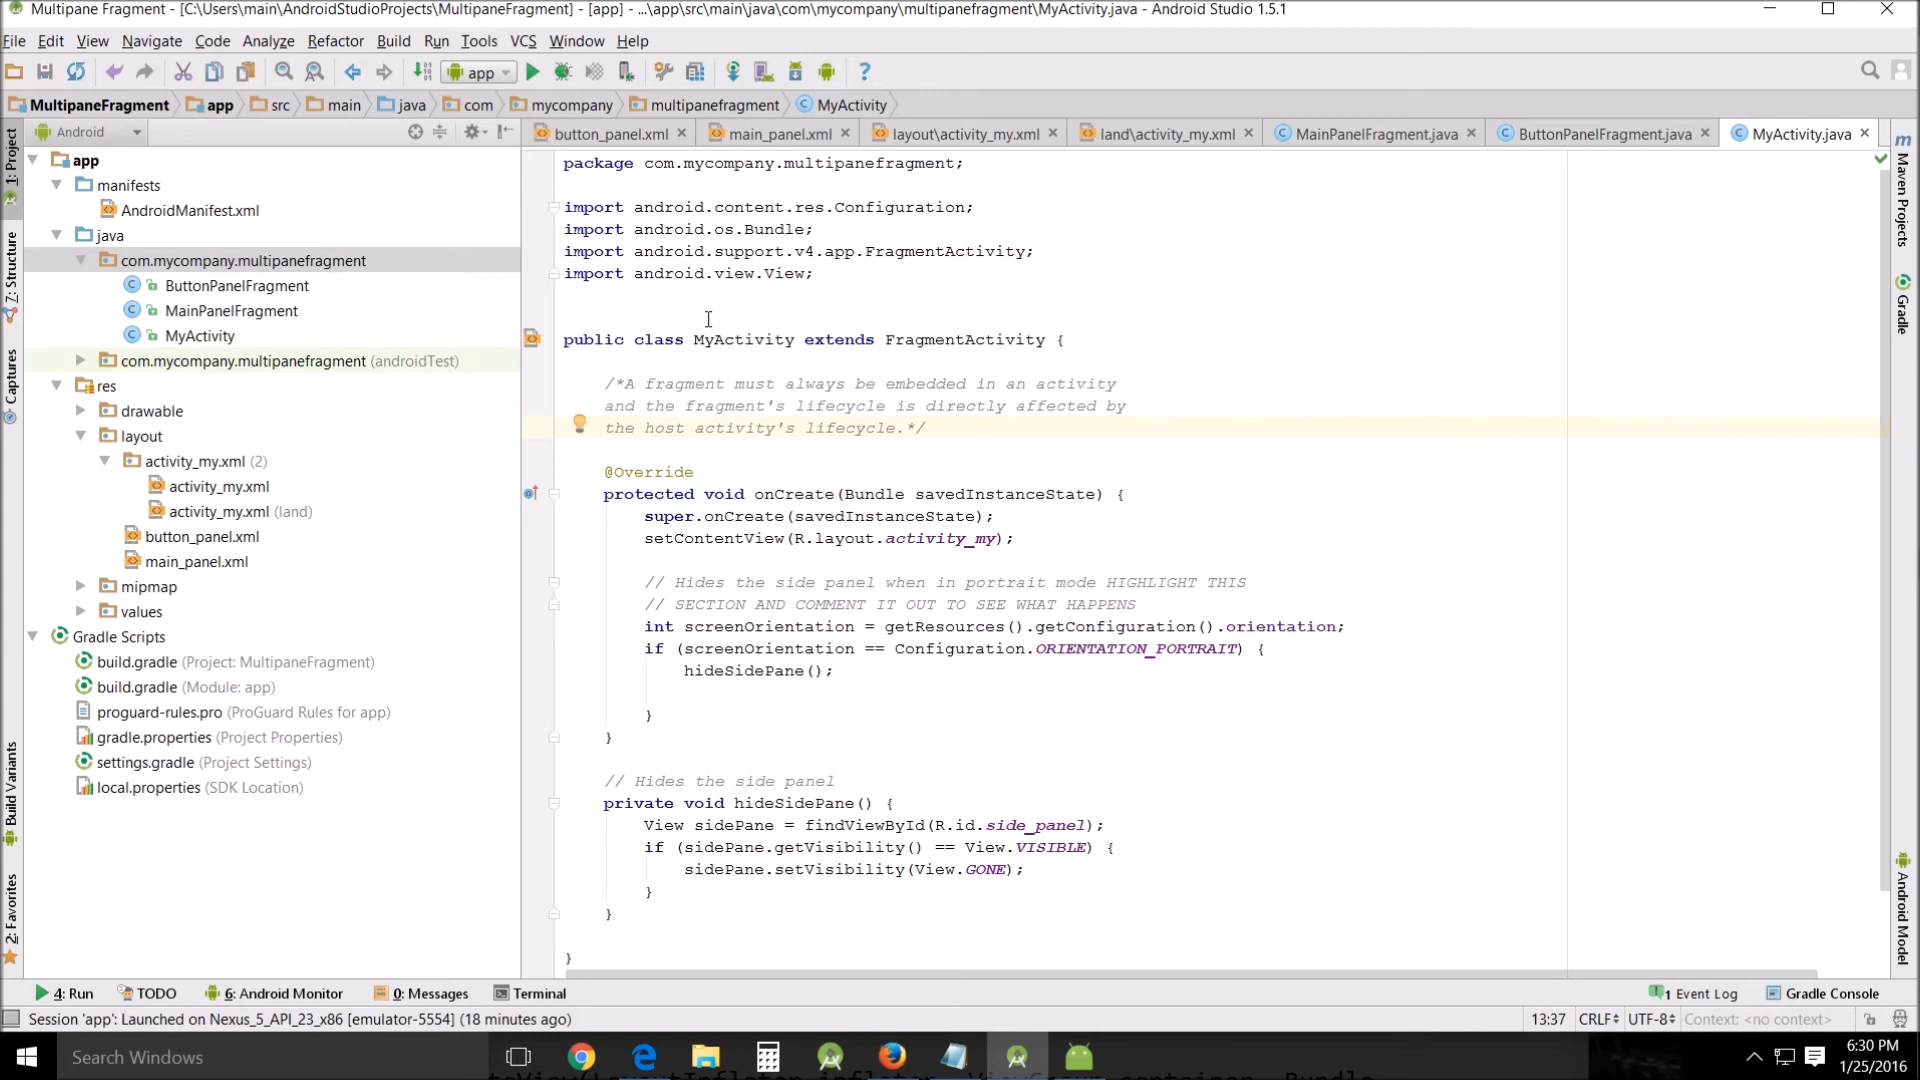 Multipane Fragment - [C:\Users\main\AndroidStudioProjects\MultipaneFragment] - [app] - ...\app\src\main\java\com\mycompany\multipanefragment\MyActivity.java - Android Studio 1.5.1
File Edit View Navigate Code Analyze Refactor Build Run Tools VCS Window Help
app
MultipaneFragment app src main java com mycompany multipanefragment MyActivity
Android
button_panel.xml main_panel.xml layout\activity_my.xml land\activity_my.xml MainPanelFragment.java ButtonPanelFragment.java MyActivity.java
1: Project
7: Structure
Captures
Build Variants
2: Favorites
app
manifests
AndroidManifest.xml
java
com.mycompany.multipanefragment
ButtonPanelFragment
MainPanelFragment
MyActivity
com.mycompany.multipanefragment (androidTest)
res
drawable
layout
activity_my.xml (2)
activity_my.xml
activity_my.xml (land)
button_panel.xml
main_panel.xml
mipmap
values
Gradle Scripts
build.gradle (Project: MultipaneFragment)
build.gradle (Module: app)
proguard-rules.pro (ProGuard Rules for app)
gradle.properties (Project Properties)
settings.gradle (Project Settings)
local.properties (SDK Location)
package com.mycompany.multipanefragment;
import android.content.res.Configuration;
import android.os.Bundle;
import android.support.v4.app.FragmentActivity;
import android.view.View;
public class MyActivity extends FragmentActivity {
/*A fragment must always be embedded in an activity
and the fragment's lifecycle is directly affected by
the host activity's lifecycle.*/
@Override
protected void onCreate(Bundle savedInstanceState) {
super.onCreate(savedInstanceState);
setContentView(R.layout.activity_my);
// Hides the side panel when in portrait mode HIGHLIGHT THIS
// SECTION AND COMMENT IT OUT TO SEE WHAT HAPPENS
int screenOrientation = getResources().getConfiguration().orientation;
if (screenOrientation == Configuration.ORIENTATION_PORTRAIT) {
hideSidePane();
}
}
// Hides the side panel
private void hideSidePane() {
View sidePane = findViewById(R.id.side_panel);
if (sidePane.getVisibility() == View.VISIBLE) {
sidePane.setVisibility(View.GONE);
}
}
}
m Maven Projects
Gradle
Android Model
4: Run TODO 6: Android Monitor 0: Messages Terminal 1 Event Log Gradle Console
Session 'app': Launched on Nexus_5_API_23_x86 [emulator-5554] (18 minutes ago) 13:37 CRLF UTF-8 Context: <no context>
Search Windows
6:30 PM
1/25/2016